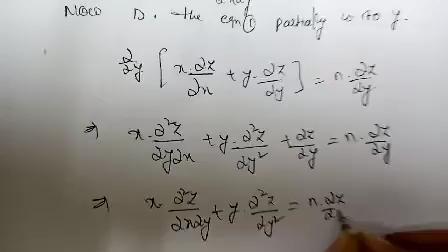 Now D. the eqn ① partially w.r.to y.
∂/∂y [ x.∂z/∂x + y.∂z/∂y ] = n.∂z/∂y
⇒ x.∂²z/∂y∂x + y.∂²z/∂y² + ∂z/∂y = n.∂z/∂y
⇒ x.∂²z/∂x∂y + y.∂²z/∂y² = n.∂z/∂